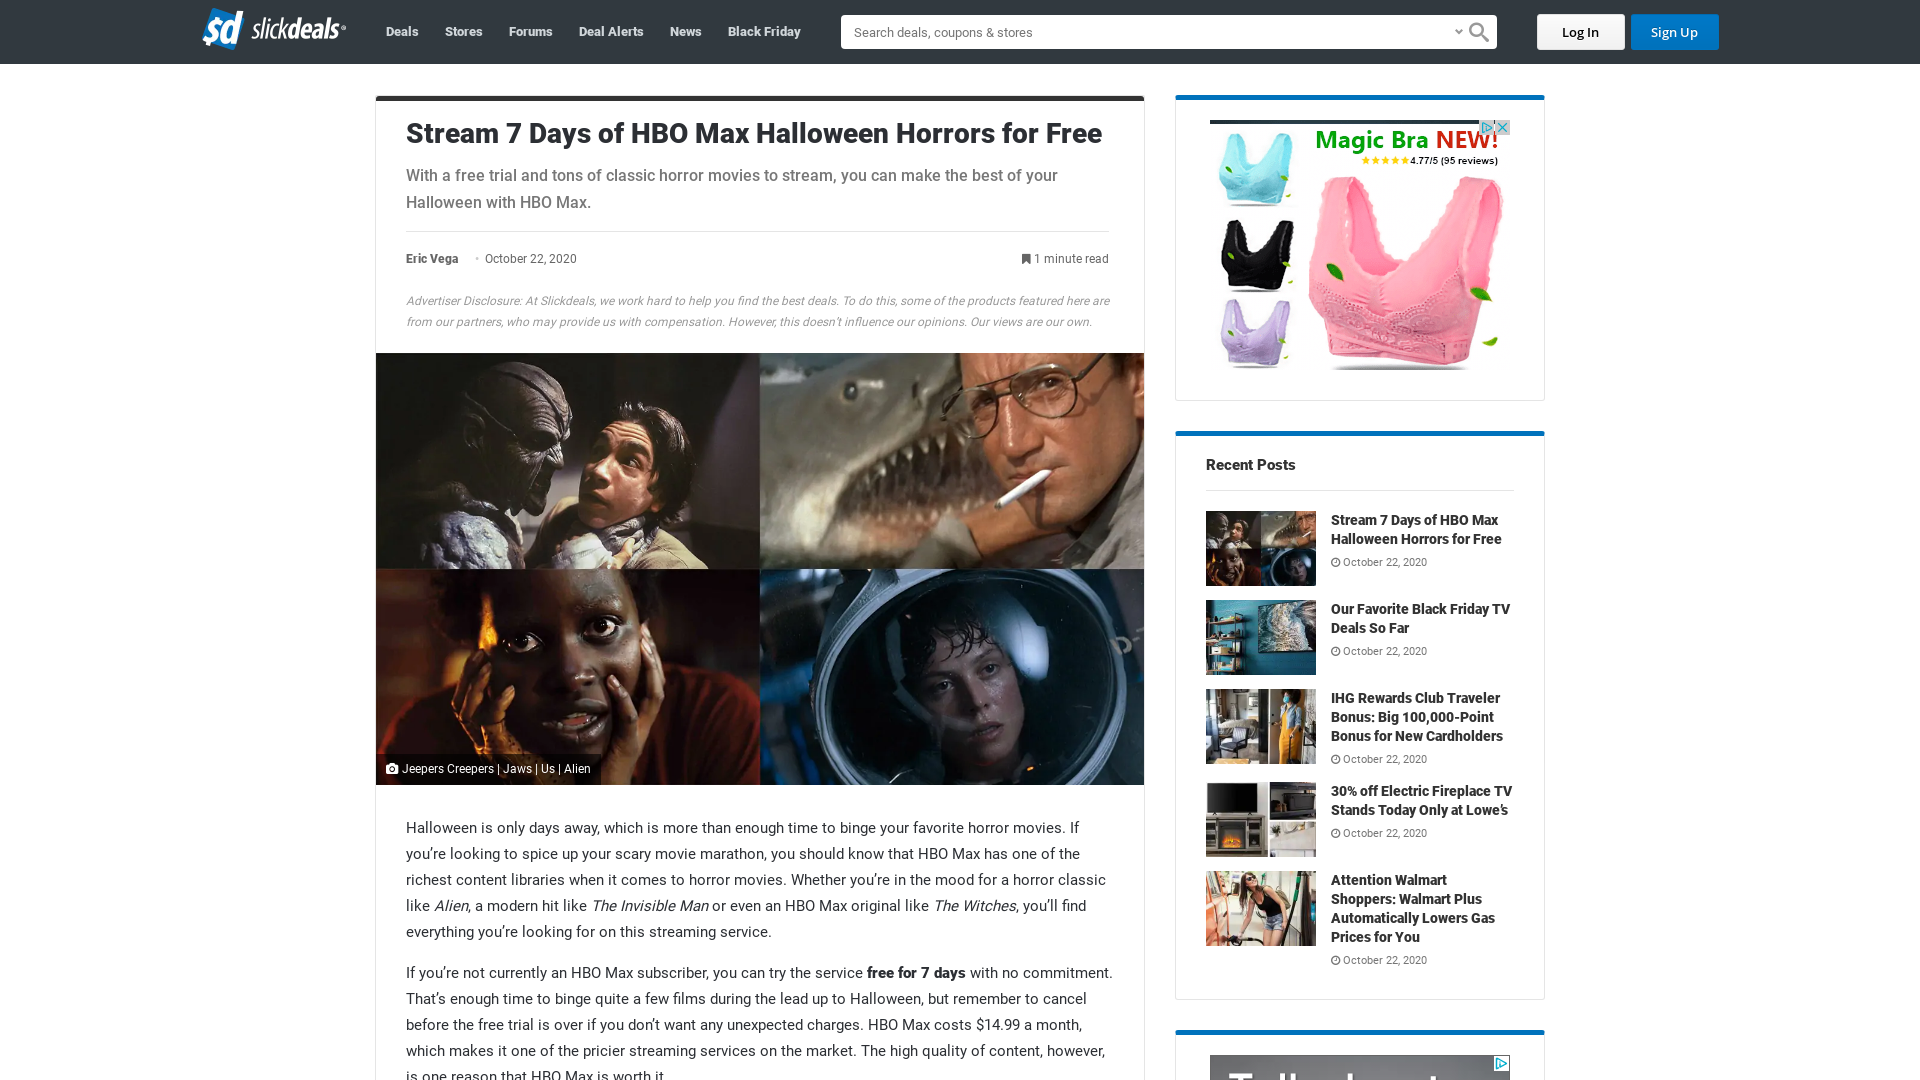 slickdeals
Deals
Stores
Forums
Deal Alerts
News
Black Friday
Search deals, coupons & stores
Log In
Sign Up
Stream 7 Days of HBO Max Halloween Horrors for Free
With a free trial and tons of classic horror movies to stream, you can make the best of your
Halloween with HBO Max.
Eric Vega • October 22, 2020
1 minute read
Advertiser Disclosure: At Slickdeals, we work hard to help you find the best deals. To do this, some of the products featured here are
from our partners, who may provide us with compensation. However, this doesn’t influence our opinions. Our views are our own.
Jeepers Creepers | Jaws | Us | Alien
Halloween is only days away, which is more than enough time to binge your favorite horror movies. If
you’re looking to spice up your scary movie marathon, you should know that HBO Max has one of the
richest content libraries when it comes to horror movies. Whether you’re in the mood for a horror classic
like Alien, a modern hit like The Invisible Man or even an HBO Max original like The Witches, you’ll find
everything you’re looking for on this streaming service.
If you’re not currently an HBO Max subscriber, you can try the service free for 7 days with no commitment.
That’s enough time to binge quite a few films during the lead up to Halloween, but remember to cancel
before the free trial is over if you don’t want any unexpected charges. HBO Max costs $14.99 a month,
which makes it one of the pricier streaming services on the market. The high quality of content, however,
is one reason that HBO Max is worth it.
Magic Bra NEW!
4.77/5 (95 reviews)
Recent Posts
Stream 7 Days of HBO Max
Halloween Horrors for Free
October 22, 2020
Our Favorite Black Friday TV
Deals So Far
October 22, 2020
IHG Rewards Club Traveler
Bonus: Big 100,000-Point
Bonus for New Cardholders
October 22, 2020
30% off Electric Fireplace TV
Stands Today Only at Lowe’s
October 22, 2020
Attention Walmart
Shoppers: Walmart Plus
Automatically Lowers Gas
Prices for You
October 22, 2020